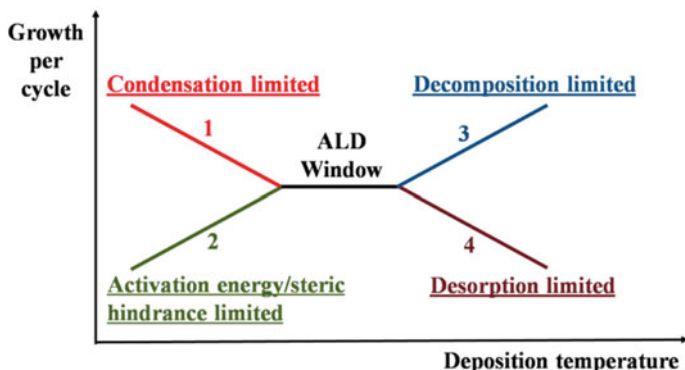 Growth
per
cycle
Condensation limited
Decomposition limited
1
ALD
Window
3
2
4
Activation energy/steric
hindrance limited
Desorption limited
Deposition temperature